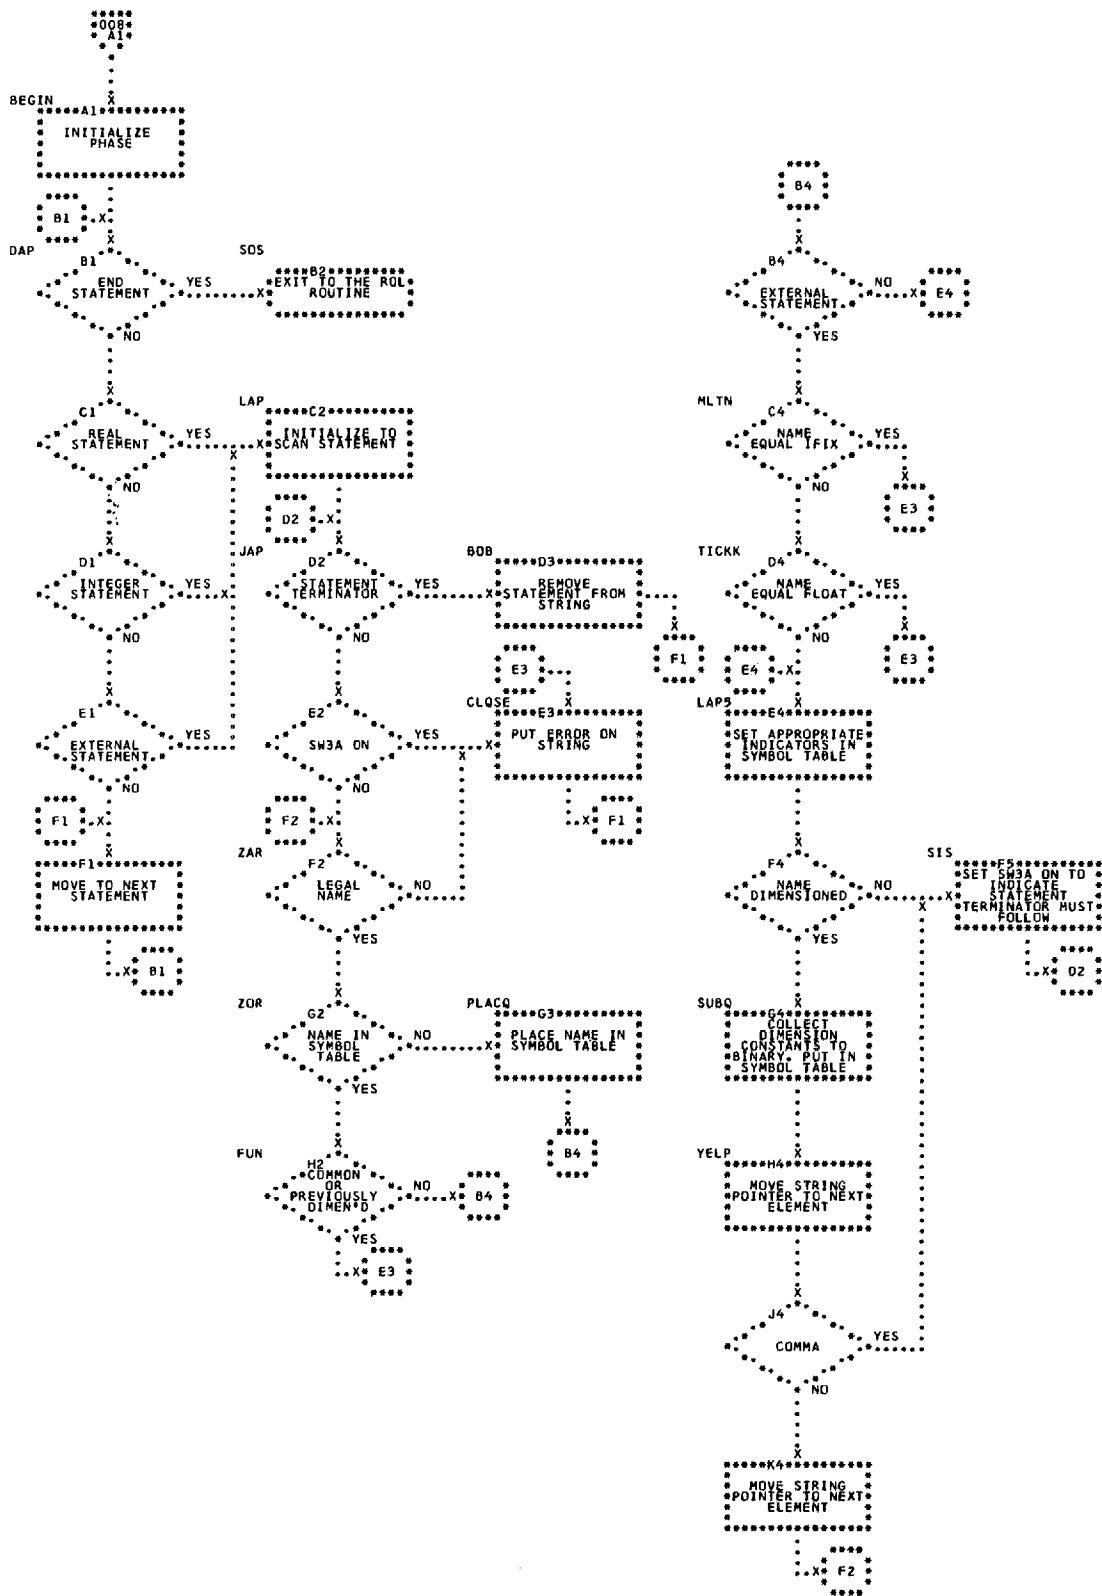 008
A1
BEGIN
A1
INITIALIZE
PHASE
B1
DAP
B1
END
STATEMENT
YES
NO
SOS
B2
EXIT TO THE ROL
ROUTINE
C1
REAL
STATEMENT
YES
NO
LAP
C2
INITIALIZE TO
SCAN STATEMENT
D2
D1
INTEGER
STATEMENT
YES
NO
JAP
D2
STATEMENT
TERMINATOR
YES
NO
BOB
D3
REMOVE
STATEMENT FROM
STRING
F1
E1
EXTERNAL
STATEMENT
YES
NO
E2
SW3A ON
YES
NO
E3
CLOSE
E3
PUT ERROR ON
STRING
F1
F1
F1
MOVE TO NEXT
STATEMENT
B1
F2
ZAR
F2
LEGAL
NAME
NO
YES
ZOR
G2
NAME IN
SYMBOL
TABLE
NO
YES
PLACQ
G3
PLACE NAME IN
SYMBOL TABLE
B4
FUN
H2
COMMON
OR
PREVIOUSLY
DIMEN'D
NO
B4
YES
E3
B4
B4
EXTERNAL
STATEMENT
NO
E4
YES
MLTN
C4
NAME
EQUAL IFIX
YES
E3
NO
TICKK
D4
NAME
EQUAL FLOAT
YES
E3
NO
E4
LAP5
E4
SET APPROPRIATE
INDICATORS IN
SYMBOL TABLE
F4
NAME
DIMENSIONED
NO
YES
SIS
F5
SET SW3A ON TO
INDICATE
STATEMENT
TERMINATOR MUST
FOLLOW
D2
SUBQ
G4
COLLECT
DIMENSION
CONSTANTS TO
BINARY. PUT IN
SYMBOL TABLE
YELP
H4
MOVE STRING
POINTER TO NEXT
ELEMENT
J4
COMMA
YES
NO
K4
MOVE STRING
POINTER TO NEXT
ELEMENT
F2